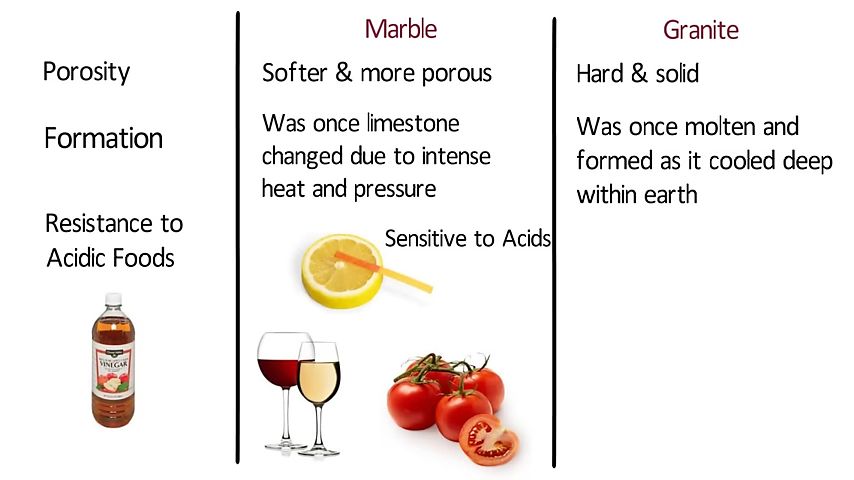 Marble
Granite
Porosity
Softer & more porous
Hard & solid
Formation
Was once limestone
changed due to intense
heat and pressure
Was once molten and
formed as it cooled deep
within earth
Resistance to
Acidic Foods
Sensitive to Acids
VINEGAR